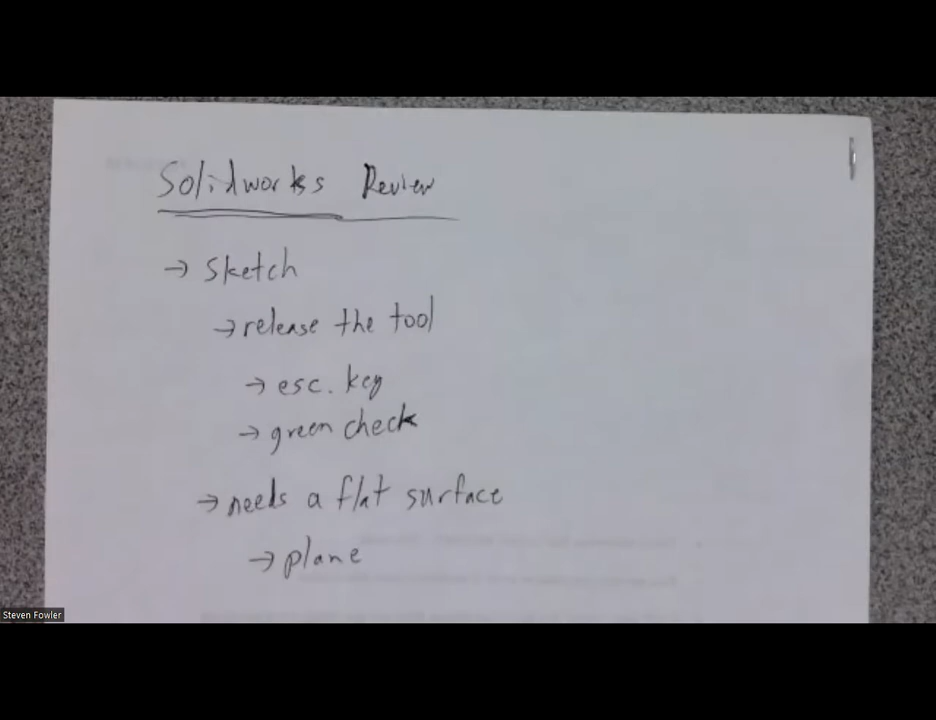 Solidworks Review
→ sketch
→ release the tool
→ esc. key
→ green check
→ needs a flat surface
→ plane
Steven Fowler